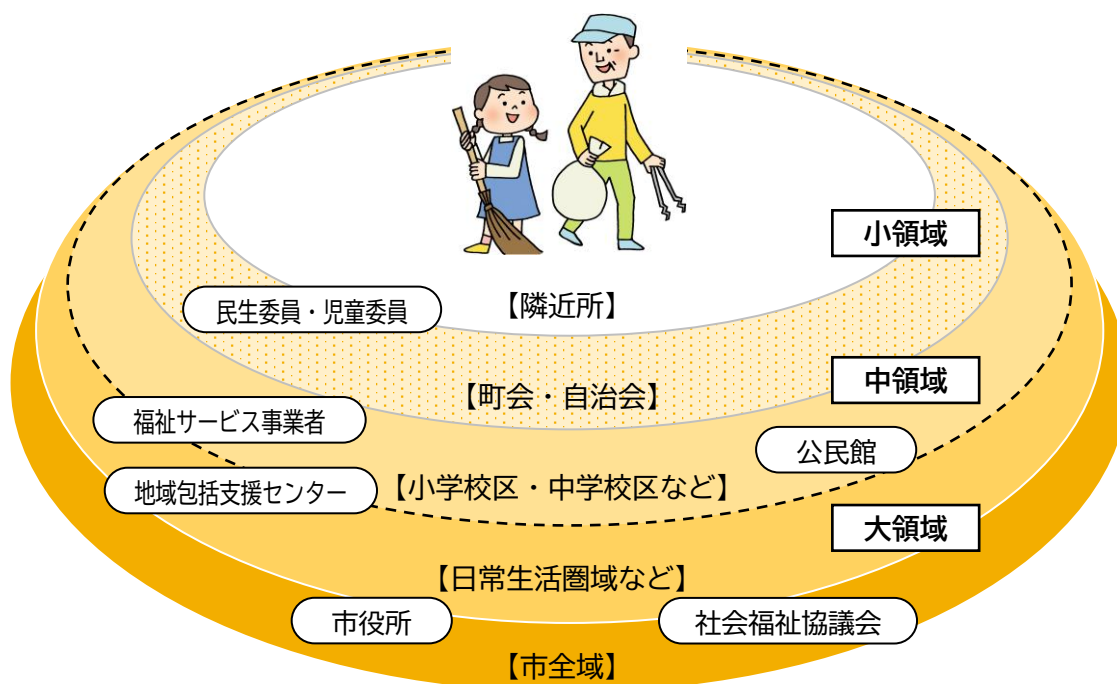 小領域
民生委員・児童委員
【隣近所】
中領域
【町会・自治会】
福祉サービス事業者
公民館
地域包括支援センター
【小学校区・中学校区など】
大領域
【日常生活圏域など】
市役所
社会福祉協議会
【市全域】